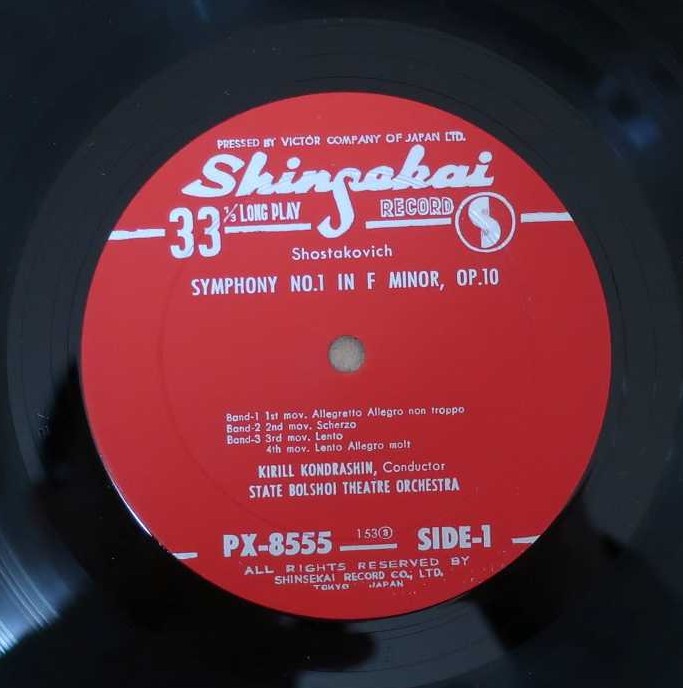 PRESSED BY VICTOR COMPANY OF JAPAN LTD.
Shinsekai
33 1/3 LONG PLAY RECORD S
Shostakovich
SYMPHONY NO.1 IN F MINOR, OP.10
Band-1 1st mov. Allegretto Allegro non troppo
Band-2 2nd mov. Scherzo
Band-3 3rd mov. Lento
4th mov. Lento Allegro molt
KIRILL KONDRASHIN, Conductor
STATE BOLSHOI THEATRE ORCHESTRA
PX-8555 153Ⓢ SIDE-1
ALL RIGHTS RESERVED BY
SHINSEKAI RECORD CO., LTD.
TOKYO JAPAN